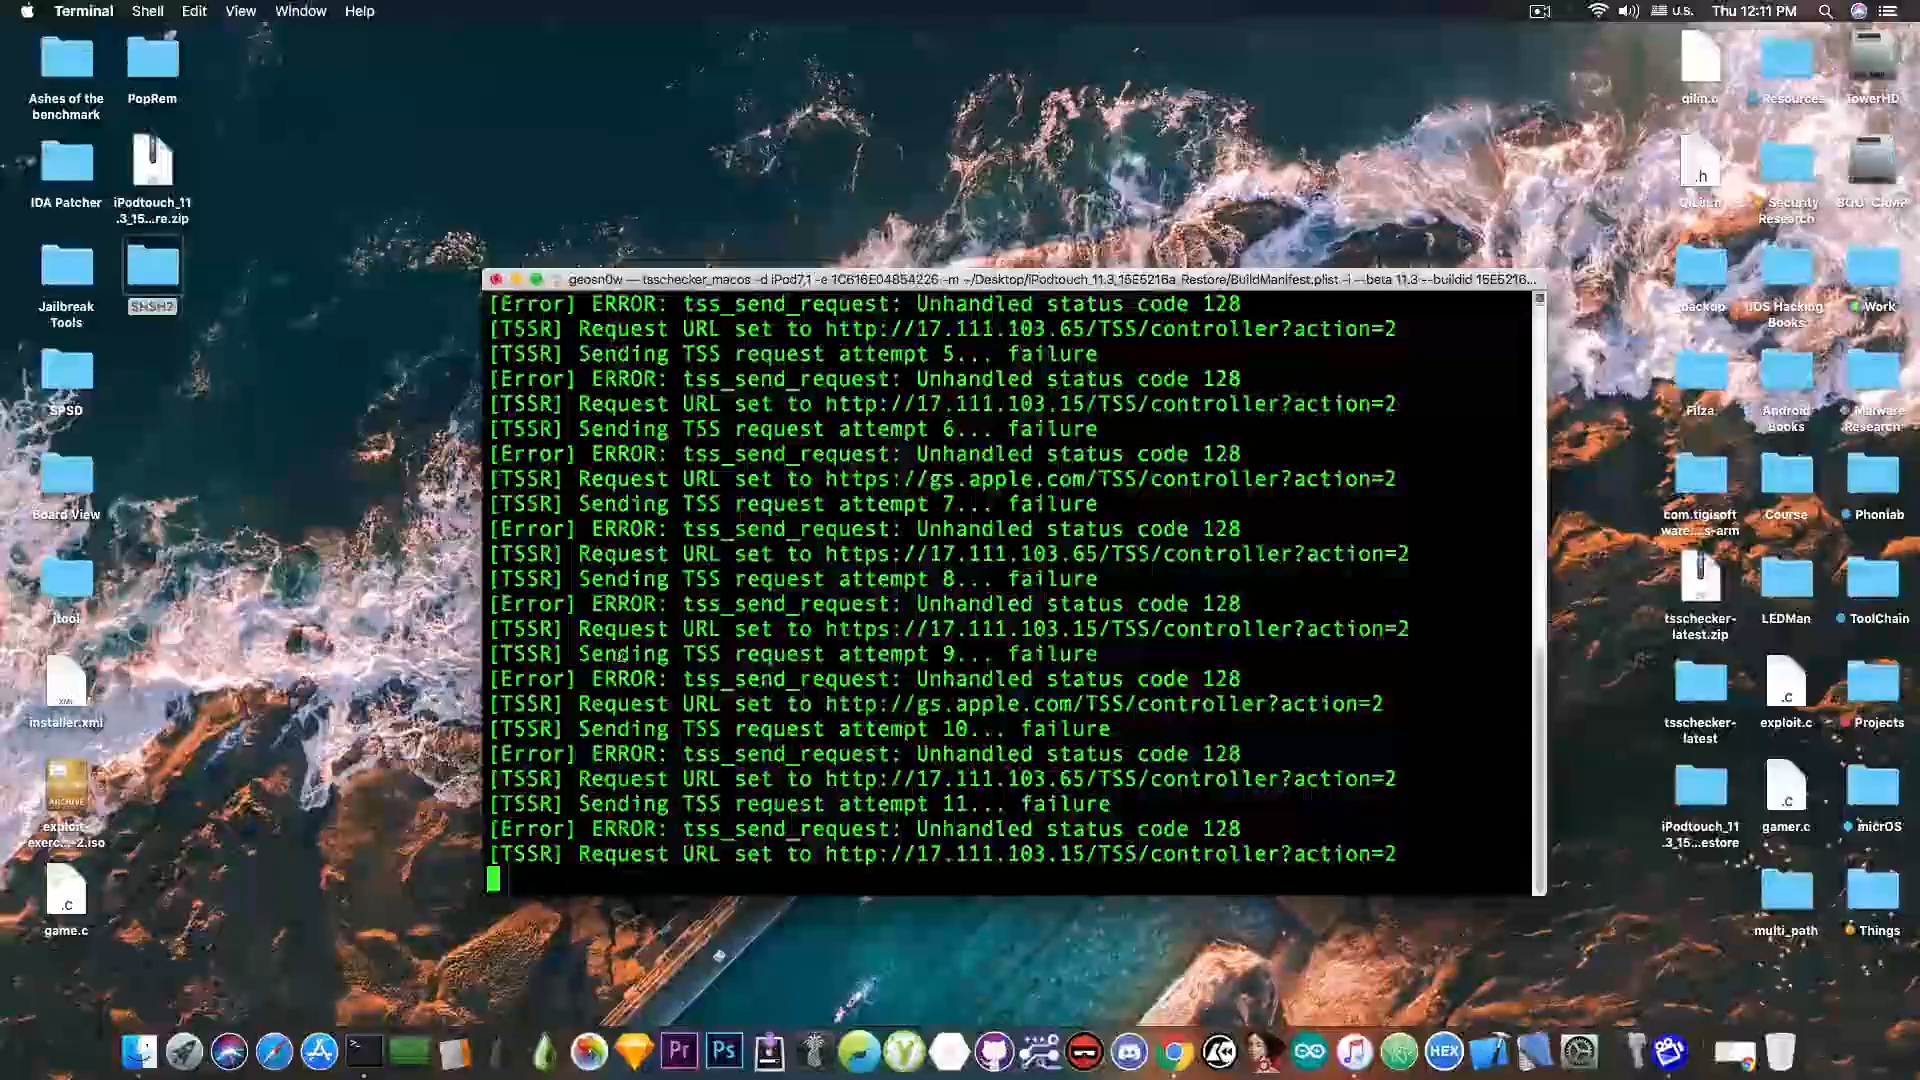 Terminal Shell Edit View Window Help
U.S. Thu 12:11 PM
Ashes of the
benchmark
PopRem
IDA Patcher
iPodtouch_11
.3_15...re.zip
Jailbreak
Tools
SHSH2
SPSD
Board View
jtool
XML
installer.xml
ARCHIVE
exploit-
exerc...-2.iso
.C
game.c
geosn0w — tsschecker_macos -d iPod7,1 -e 1C616E04854226 -m ~/Desktop/iPodtouch_11.3_15E5216a_Restore/BuildManifest.plist -i --beta 11.3 --buildid 15E5216...
[Error] ERROR: tss_send_request: Unhandled status code 128
[TSSR] Request URL set to http://17.111.103.65/TSS/controller?action=2
[TSSR] Sending TSS request attempt 5... failure
[Error] ERROR: tss_send_request: Unhandled status code 128
[TSSR] Request URL set to http://17.111.103.15/TSS/controller?action=2
[TSSR] Sending TSS request attempt 6... failure
[Error] ERROR: tss_send_request: Unhandled status code 128
[TSSR] Request URL set to https://gs.apple.com/TSS/controller?action=2
[TSSR] Sending TSS request attempt 7... failure
[Error] ERROR: tss_send_request: Unhandled status code 128
[TSSR] Request URL set to https://17.111.103.65/TSS/controller?action=2
[TSSR] Sending TSS request attempt 8... failure
[Error] ERROR: tss_send_request: Unhandled status code 128
[TSSR] Request URL set to https://17.111.103.15/TSS/controller?action=2
[TSSR] Sending TSS request attempt 9... failure
[Error] ERROR: tss_send_request: Unhandled status code 128
[TSSR] Request URL set to http://gs.apple.com/TSS/controller?action=2
[TSSR] Sending TSS request attempt 10... failure
[Error] ERROR: tss_send_request: Unhandled status code 128
[TSSR] Request URL set to http://17.111.103.65/TSS/controller?action=2
[TSSR] Sending TSS request attempt 11... failure
[Error] ERROR: tss_send_request: Unhandled status code 128
[TSSR] Request URL set to http://17.111.103.15/TSS/controller?action=2
qilin.o
Resources
TowerHD
.h
QiLin.h
Security
Research
BOOTCAMP
backup
iOS Hacking
Books
Work
Filza
Android
Books
Malware
Research
com.tigisoft
ware....s-arm
Course
Phonlab
tsschecker-
latest.zip
LEDMan
ToolChain
tsschecker-
latest
.C
exploit.c
Projects
iPodtouch_11
.3_15...estore
.C
gamer.c
micrOS
multi_path
Things
Pr
Ps
HEX